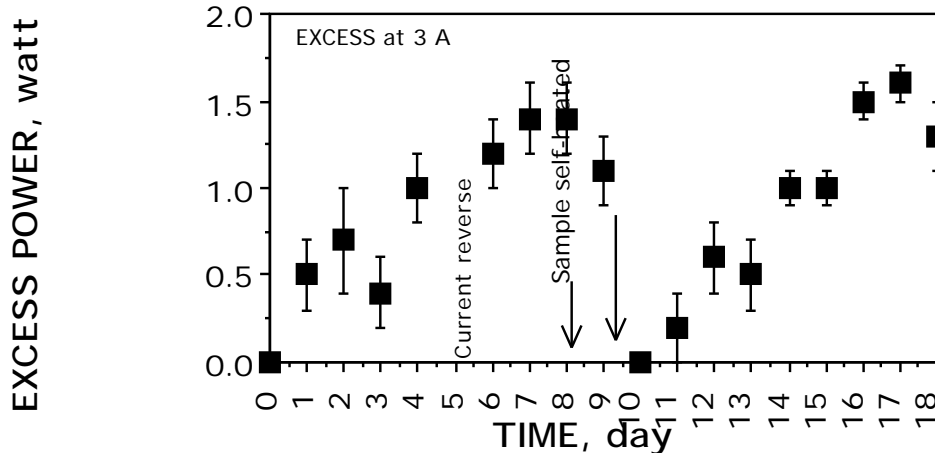 EXCESS POWER, watt
2.0
1.5
1.0
0.5
0.0
EXCESS at 3 A
Current reverse
Sample self-heated
0 1 2 3 4 5 6 7 8 9 10 11 12 13 14 15 16 17 18
TIME, day